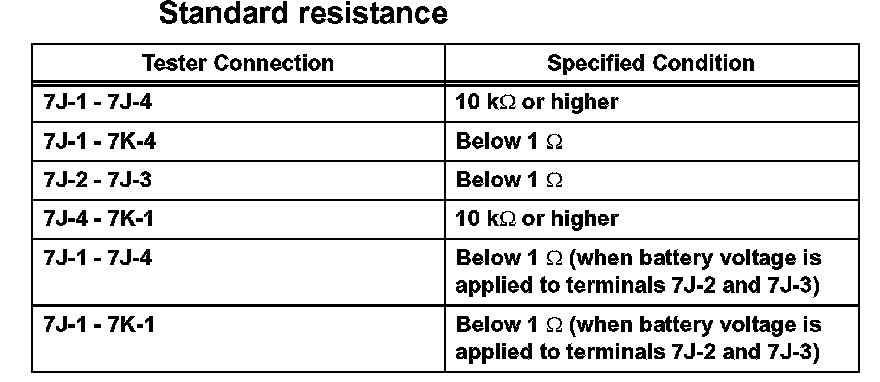 Standard resistance
Tester Connection Specified Condition
7J-1 - 7J-4 10 kΩ or higher
7J-1 - 7K-4 Below 1 Ω
7J-2 - 7J-3 Below 1 Ω
7J-4 - 7K-1 10 kΩ or higher
7J-1 - 7J-4 Below 1 Ω (when battery voltage is
applied to terminals 7J-2 and 7J-3)
7J-1 - 7K-1 Below 1 Ω (when battery voltage is
applied to terminals 7J-2 and 7J-3)